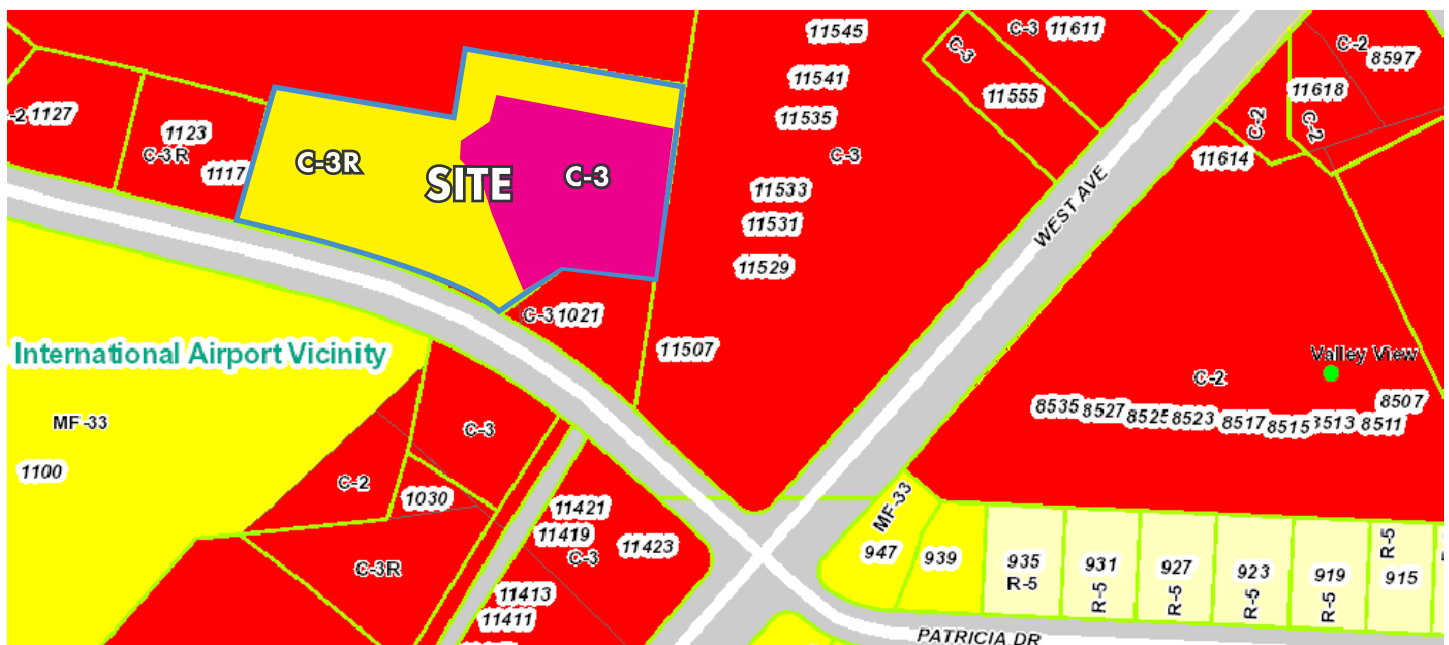 11545
C-3 11611
C-2
8597
C-3
11541
11618
11555
-2 1127
11535
C-2
C-2
1123
C-3R
C-3
11614
1117
C-3R
SITE
C-3
11533
11531
WEST AVE
11529
C-3 1021
11507
International Airport Vicinity
Valley View
C-2
MF-33
C-3
8535 8527 8525 8523 8517 8515 8513 8511
8507
1100
C-2
1030
11421
11419
C-3
11423
MF-33
947
939
935
R-5
931
R-5
927
R-5
923
R-5
919
R-5
R-5
915
C-3R
11413
11411
PATRICIA DR